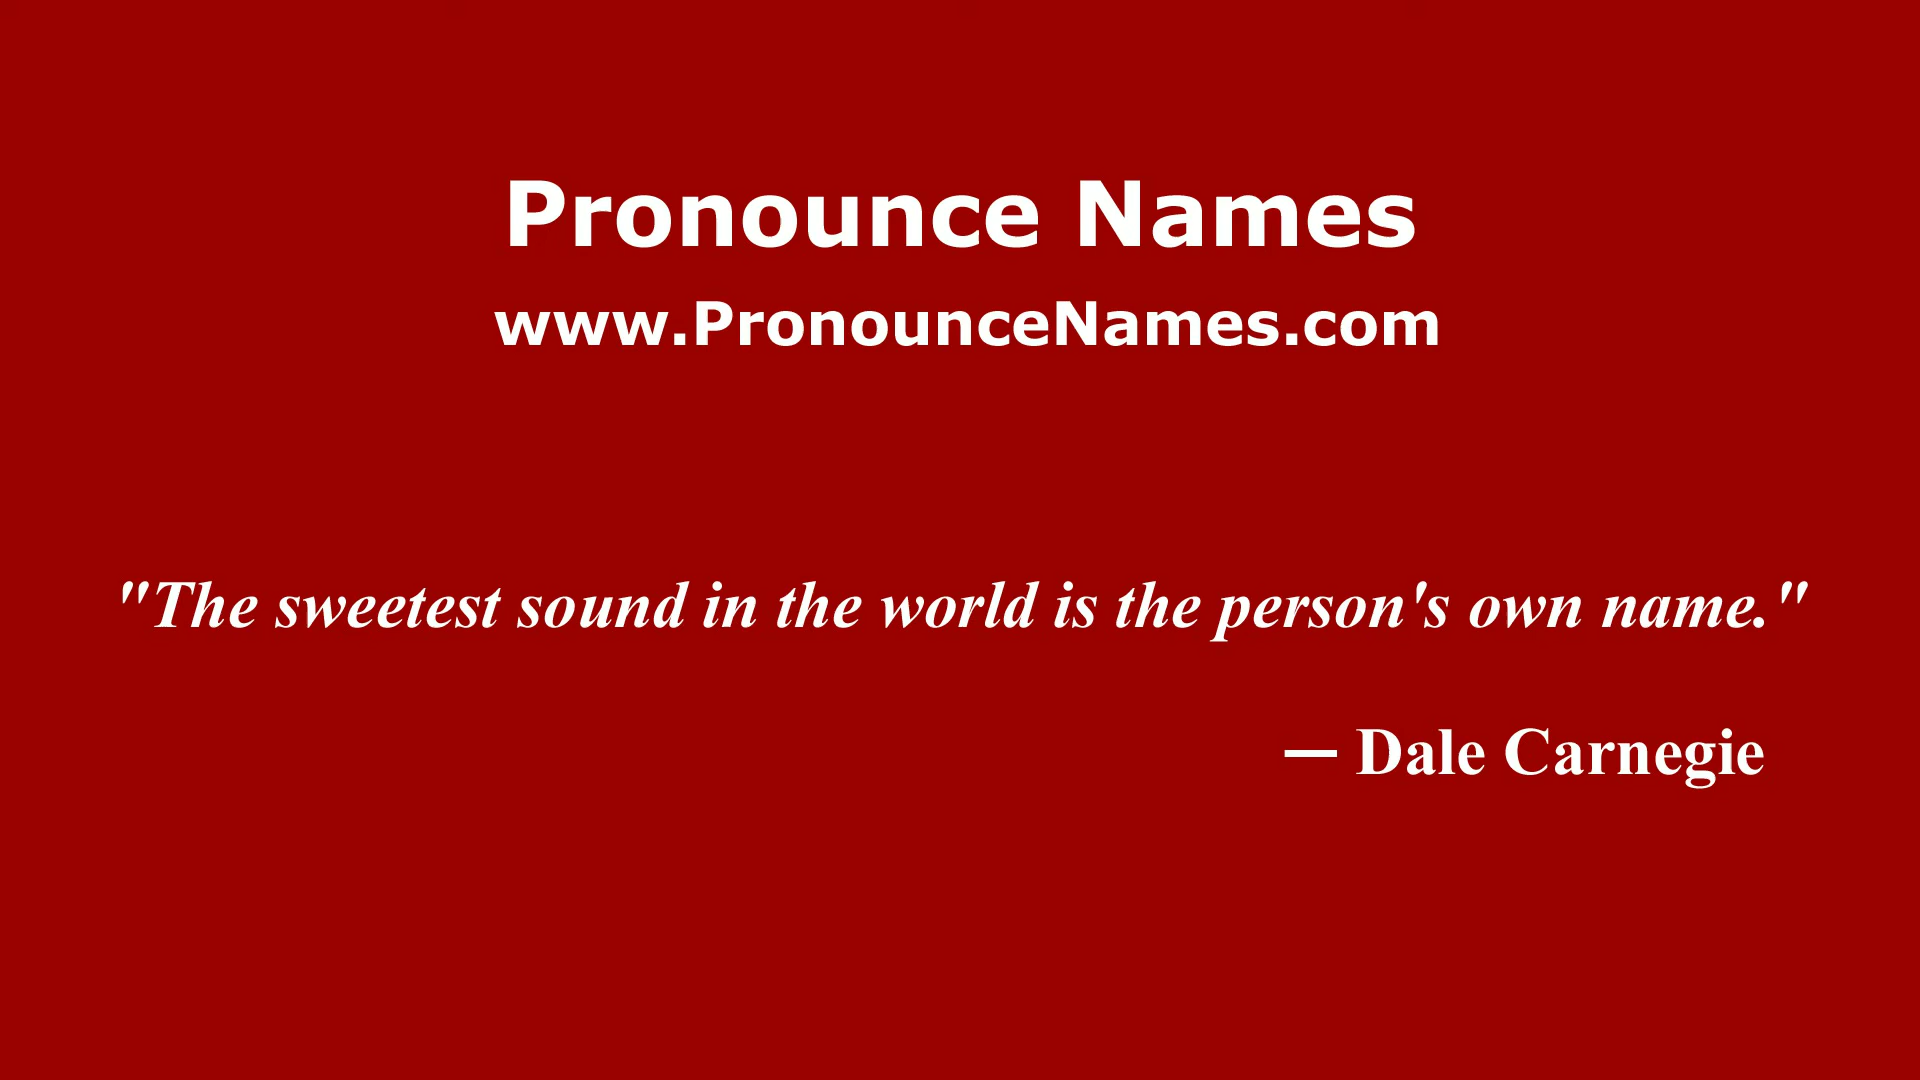 Pronounce Names
www.PronounceNames.com
"The sweetest sound in the world is the person's own name."
— Dale Carnegie